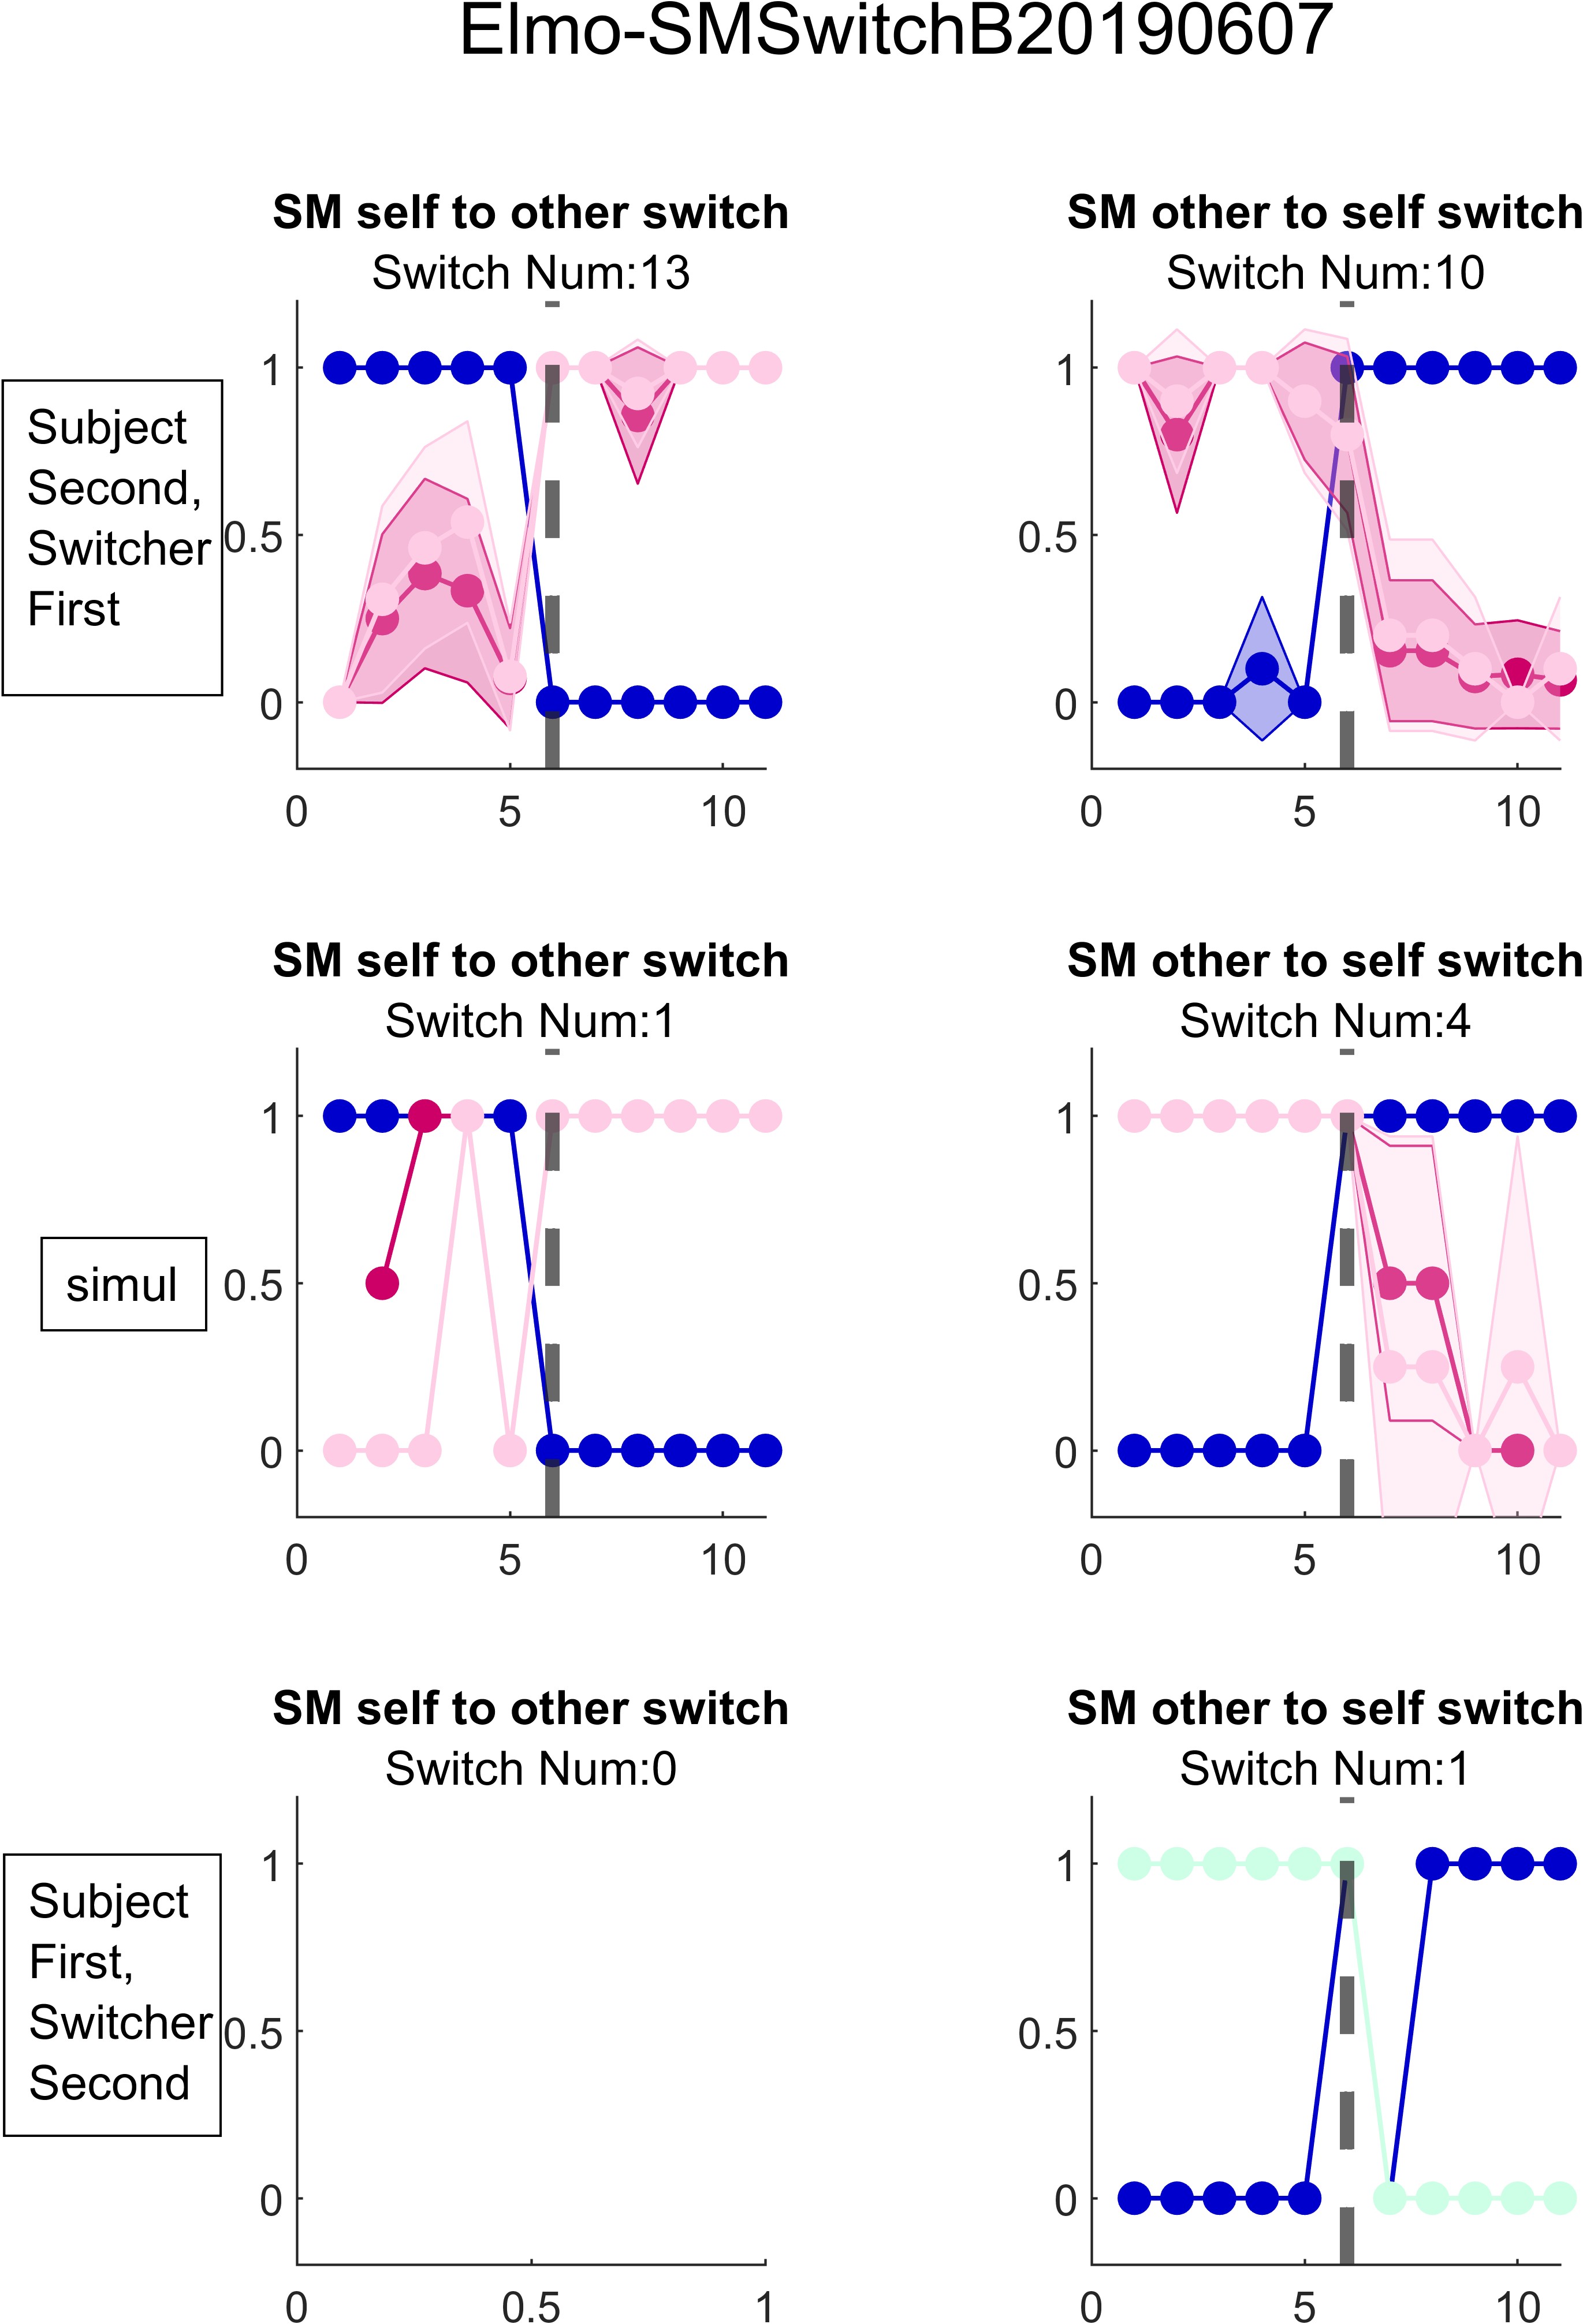 Elmo-SMSwitchB20190607
SM self to other switch
Switch Num:13
SM other to self switch
Switch Num:10
Subject
Second,
Switcher
First
1
0.5
0
0 5 10
1
0.5
0
0 5 10
SM self to other switch
Switch Num:1
SM other to self switch
Switch Num:4
simul
1
0.5
0
0 5 10
1
0.5
0
0 5 10
SM self to other switch
Switch Num:0
SM other to self switch
Switch Num:1
Subject
First,
Switcher
Second
1
0.5
0
0 0.5 1
1
0.5
0
0 5 10